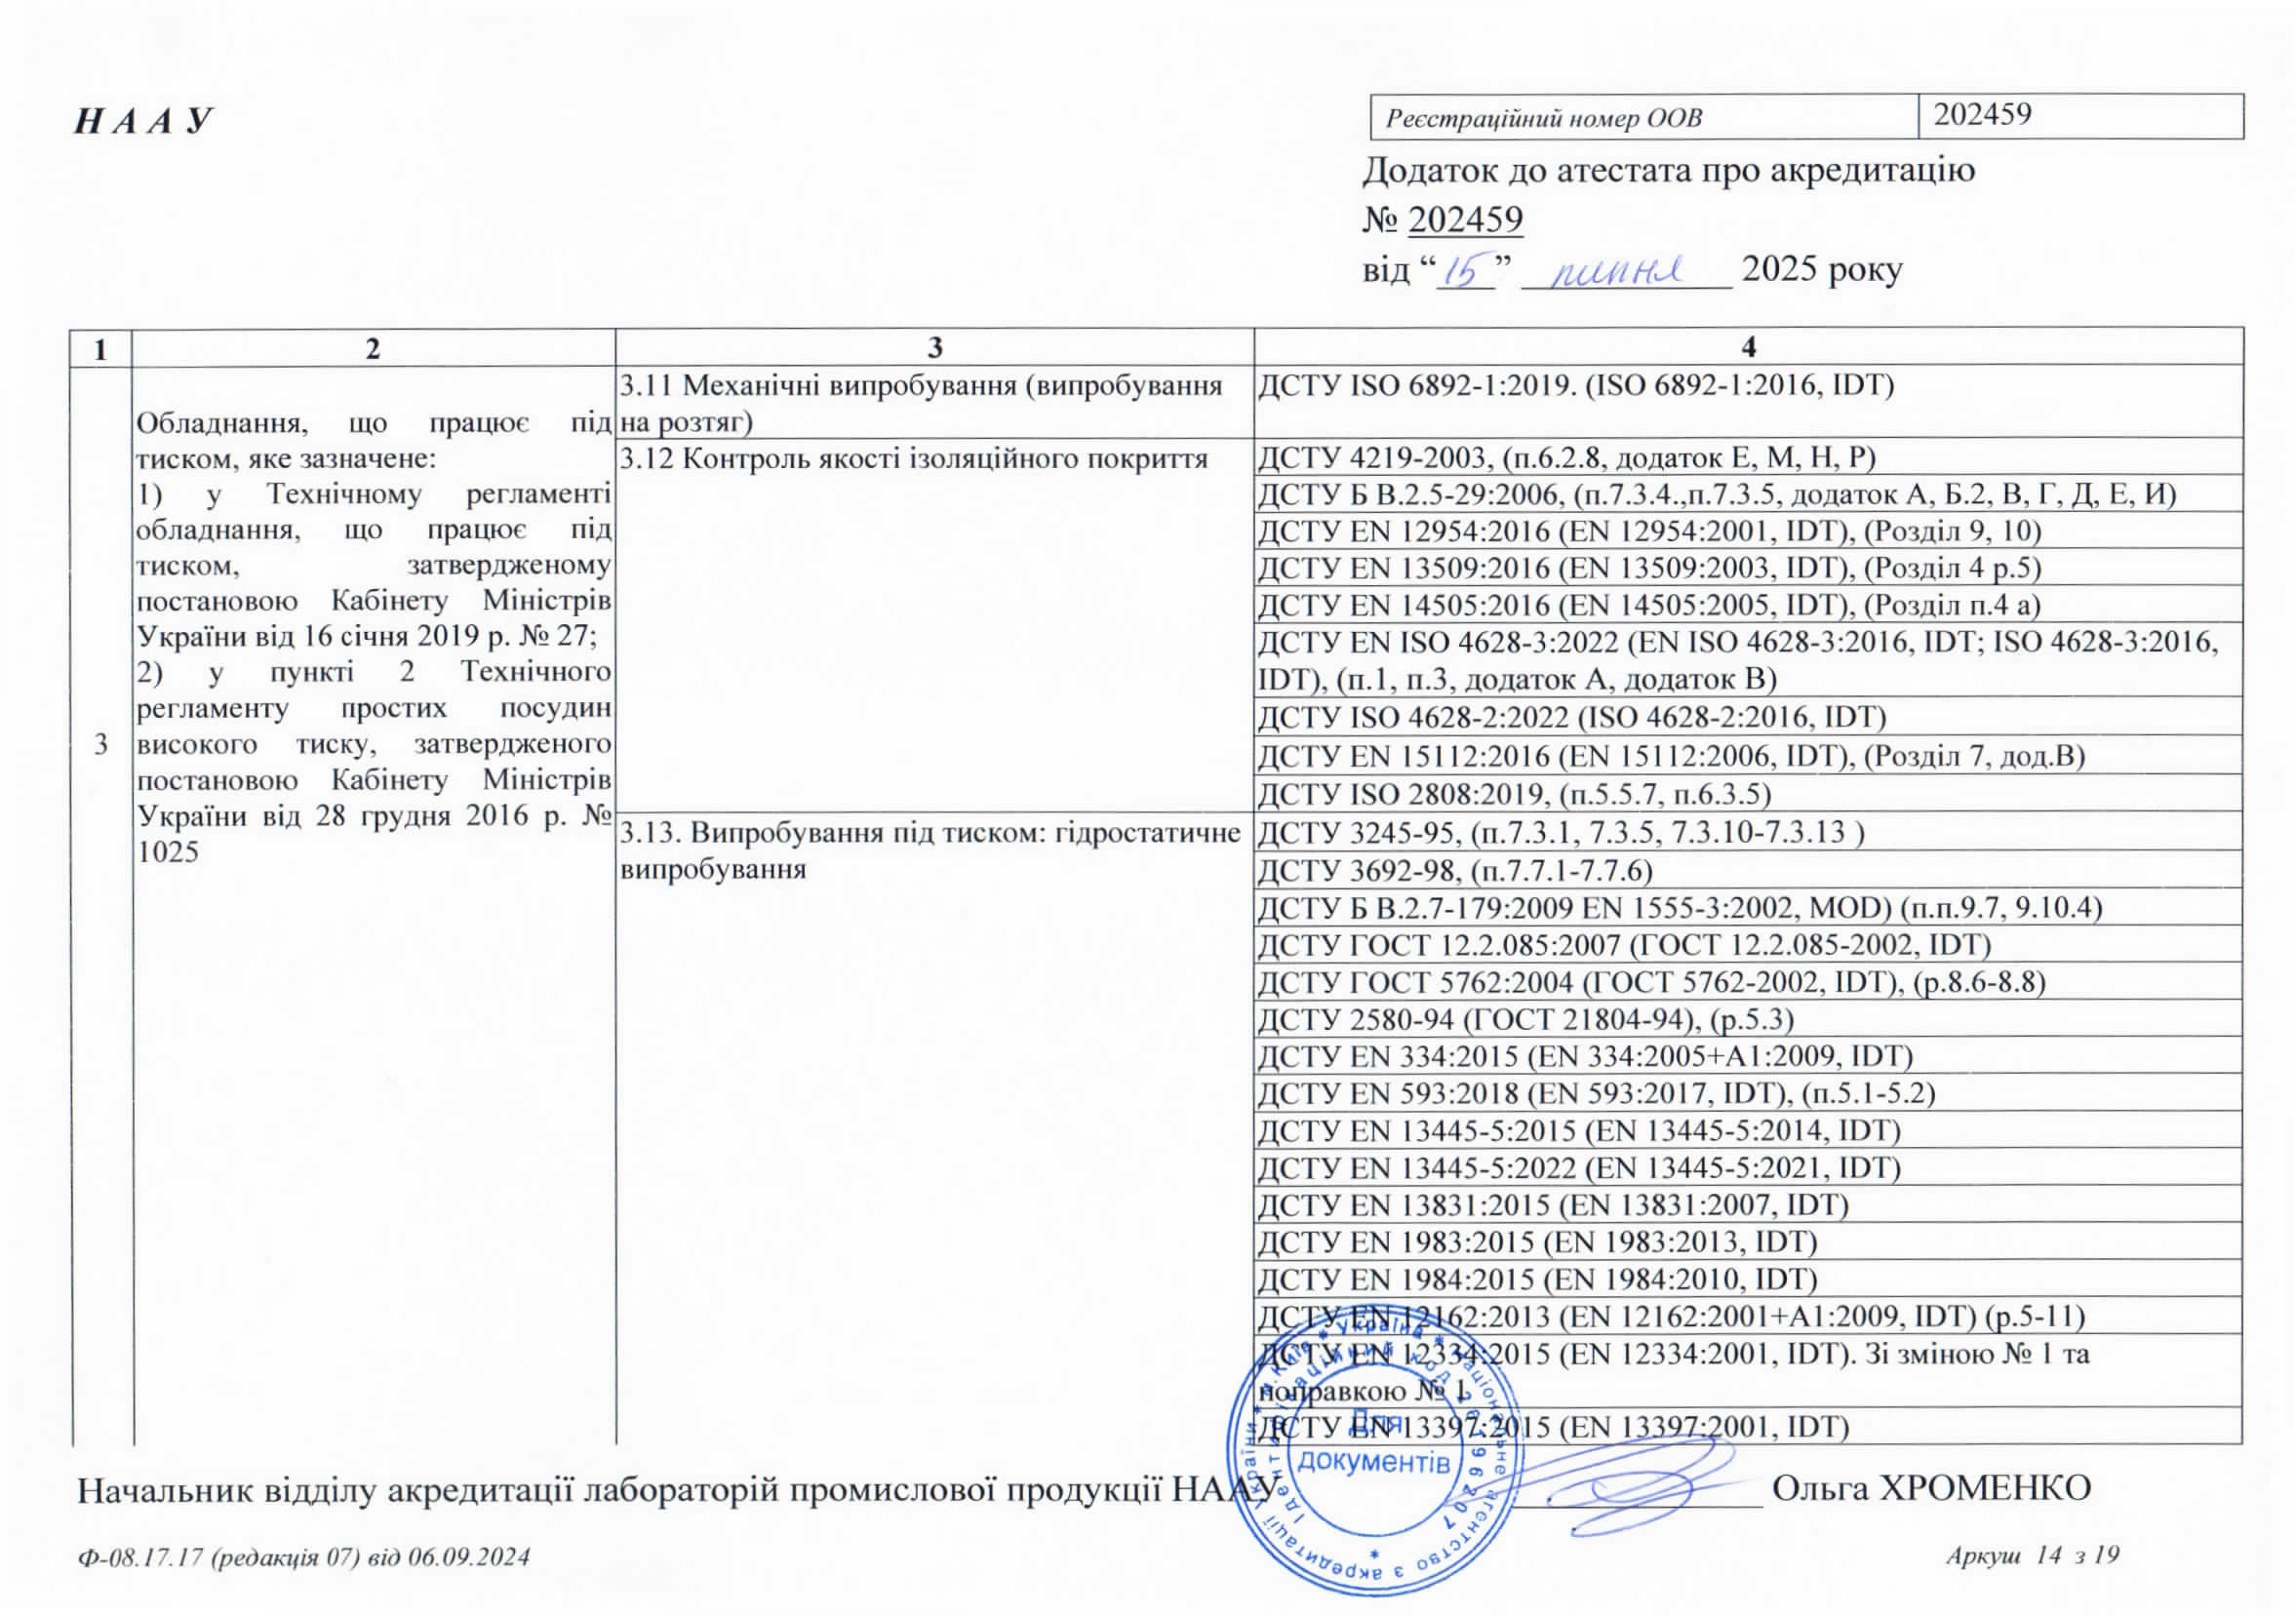 Н А А У
Реєстраційний номер ООВ 202459
Додаток до атестата про акредитацію
№ 202459
від “15” липня 2025 року
1 2 3 4
3
Обладнання, що працює під
тиском, яке зазначене:
1) у Технічному регламенті
обладнання, що працює під
тиском, затвердженому
постановою Кабінету Міністрів
України від 16 січня 2019 р. № 27;
2) у пункті 2 Технічного
регламенту простих посудин
високого тиску, затвердженого
постановою Кабінету Міністрів
України від 28 грудня 2016 р. №
1025
3.11 Механічні випробування (випробування
на розтяг)
ДСТУ ISO 6892-1:2019. (ISO 6892-1:2016, IDT)
3.12 Контроль якості ізоляційного покриття
ДСТУ 4219-2003, (п.6.2.8, додаток Е, М, Н, Р)
ДСТУ Б В.2.5-29:2006, (п.7.3.4.,п.7.3.5, додаток А, Б.2, В, Г, Д, Е, И)
ДСТУ EN 12954:2016 (EN 12954:2001, IDT), (Розділ 9, 10)
ДСТУ EN 13509:2016 (EN 13509:2003, IDT), (Розділ 4 р.5)
ДСТУ EN 14505:2016 (EN 14505:2005, IDT), (Розділ п.4 а)
ДСТУ EN ISO 4628-3:2022 (EN ISO 4628-3:2016, IDT; ISO 4628-3:2016,
IDT), (п.1, п.3, додаток А, додаток В)
ДСТУ ISO 4628-2:2022 (ISO 4628-2:2016, IDT)
ДСТУ EN 15112:2016 (EN 15112:2006, IDT), (Розділ 7, дод.В)
ДСТУ ISO 2808:2019, (п.5.5.7, п.6.3.5)
3.13. Випробування під тиском: гідростатичне
випробування
ДСТУ 3245-95, (п.7.3.1, 7.3.5, 7.3.10-7.3.13 )
ДСТУ 3692-98, (п.7.7.1-7.7.6)
ДСТУ Б В.2.7-179:2009 EN 1555-3:2002, MOD) (п.п.9.7, 9.10.4)
ДСТУ ГОСТ 12.2.085:2007 (ГОСТ 12.2.085-2002, IDT)
ДСТУ ГОСТ 5762:2004 (ГОСТ 5762-2002, IDT), (р.8.6-8.8)
ДСТУ 2580-94 (ГОСТ 21804-94), (р.5.3)
ДСТУ EN 334:2015 (EN 334:2005+A1:2009, IDT)
ДСТУ EN 593:2018 (EN 593:2017, IDT), (п.5.1-5.2)
ДСТУ EN 13445-5:2015 (EN 13445-5:2014, IDT)
ДСТУ EN 13445-5:2022 (EN 13445-5:2021, IDT)
ДСТУ EN 13831:2015 (EN 13831:2007, IDT)
ДСТУ EN 1983:2015 (EN 1983:2013, IDT)
ДСТУ EN 1984:2015 (EN 1984:2010, IDT)
ДСТУ EN 12162:2013 (EN 12162:2001+A1:2009, IDT) (р.5-11)
ДСТУ EN 12334:2015 (EN 12334:2001, IDT). Зі зміною № 1 та
поправкою № 1
ДСТУ EN 13397:2015 (EN 13397:2001, IDT)
Національне агентство з акредитації України * м.Київ * Україна *
Ідентифікаційний код 26196207
Для
документів
Начальник відділу акредитації лабораторій промислової продукції НААУ Ольга ХРОМЕНКО
Ф-08.17.17 (редакція 07) від 06.09.2024
Аркуш 14 з 19